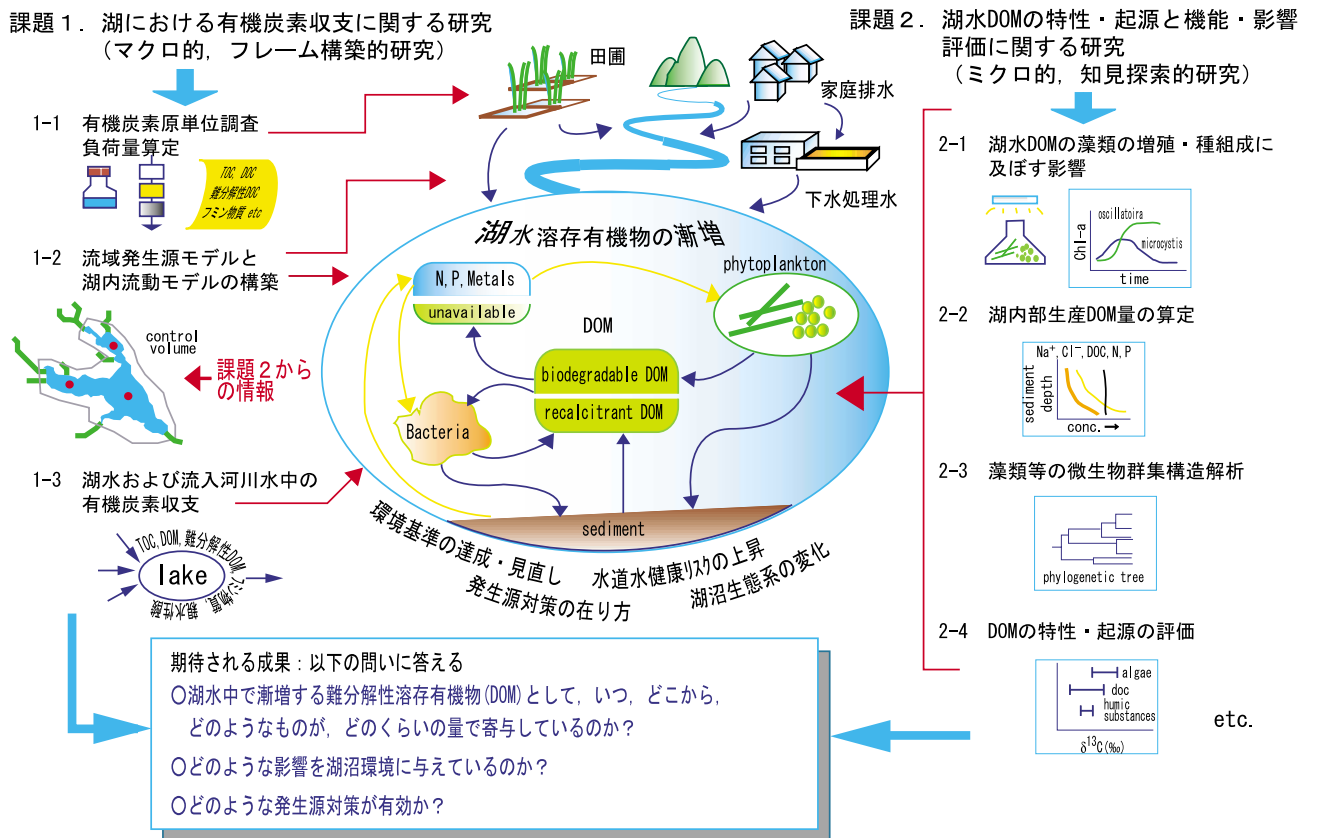 課題1. 湖における有機炭素収支に関する研究
（マクロ的, フレーム構築的研究）
1-1 有機炭素原単位調査
負荷量算定
TOC, DOC
難分解性DOC
フミン物質 etc
1-2 流域発生源モデルと
湖内流動モデルの構築
control
volume
課題2から
の情報
1-3 湖水および流入河川水中の
有機炭素収支
TOC, DOM, 難分解性DOM, フミン物質,
親水性酸
lake
田圃
家庭排水
下水処理水
湖水溶存有機物の漸増
N, P, Metals
unavailable
phytoplankton
DOM
biodegradable DOM
recalcitrant DOM
Bacteria
sediment
環境基準の達成・見直し
発生源対策の在り方
水道水健康リスクの上昇
湖沼生態系の変化
課題2. 湖水DOMの特性・起源と機能・影響
評価に関する研究
（ミクロ的, 知見探索的研究）
2-1 湖水DOMの藻類の増殖・種組成に
及ぼす影響
Chl-a
oscillatoira
microcystis
time
2-2 湖内部生産DOM量の算定
Na⁺, Cl⁻, DOC, N, P
sediment
depth
conc. →
2-3 藻類等の微生物群集構造解析
phylogenetic tree
2-4 DOMの特性・起源の評価
algae
doc
humic
substances
δ¹³C(‰)
etc.
期待される成果：以下の問いに答える
○湖水中で漸増する難分解性溶存有機物(DOM)として, いつ, どこから,
どのようなものが, どのくらいの量で寄与しているのか？
○どのような影響を湖沼環境に与えているのか？
○どのような発生源対策が有効か？